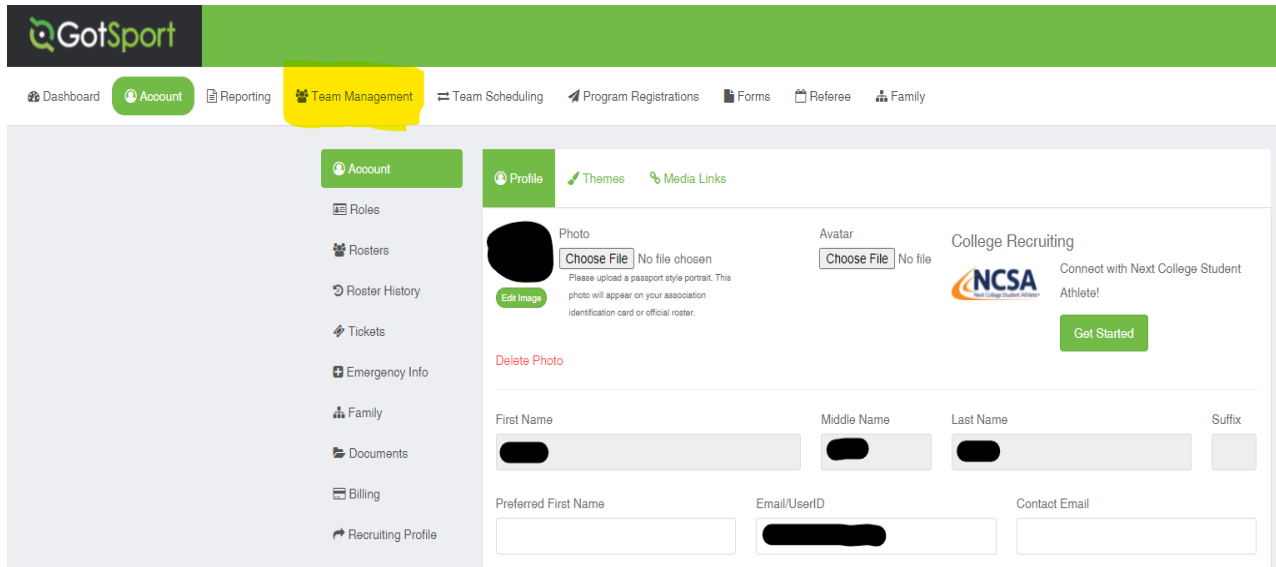 GotSport
Dashboard Account Reporting Team Management Team Scheduling Program Registrations Forms Referee Family
Account
Roles
Rosters
Roster History
Tickets
Emergency Info
Family
Documents
Billing
Recruiting Profile
Profile Themes Media Links
Photo
Choose File No file chosen
Please upload a passport style portrait. This
photo will appear on your association
identification card or official roster.
Edit Image
Delete Photo
Avatar
Choose File No file
College Recruiting
NCSA
Next College Student Athlete
Connect with Next College Student
Athlete!
Get Started
First Name Middle Name Last Name Suffix
Preferred First Name Email/UserID Contact Email